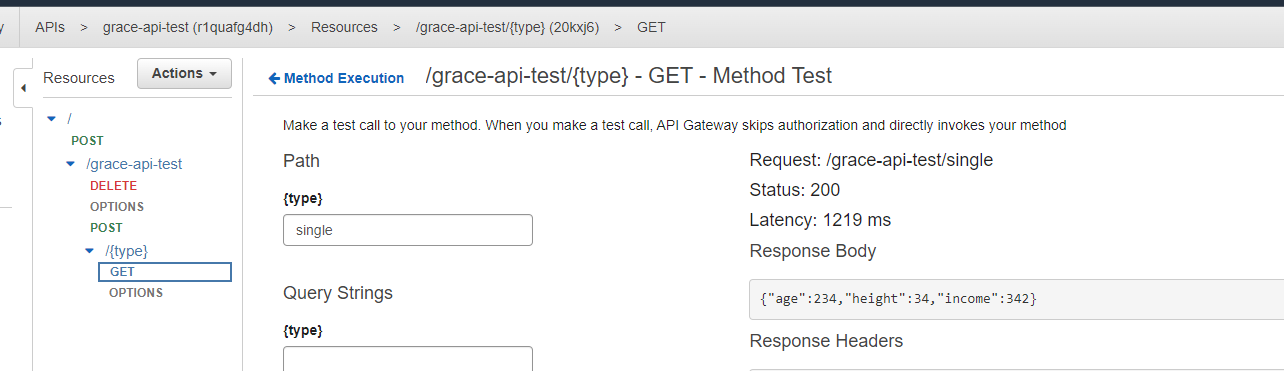 y APIs > grace-api-test (r1quafg4dh) > Resources > /grace-api-test/{type} (20kxj6) > GET
Resources Actions
Method Execution /grace-api-test/{type} - GET - Method Test
Make a test call to your method. When you make a test call, API Gateway skips authorization and directly invokes your method
/
POST
/grace-api-test
DELETE
OPTIONS
POST
/{type}
GET
OPTIONS
Path
{type}
single
Query Strings
{type}
Request: /grace-api-test/single
Status: 200
Latency: 1219 ms
Response Body
{"age":234,"height":34,"income":342}
Response Headers